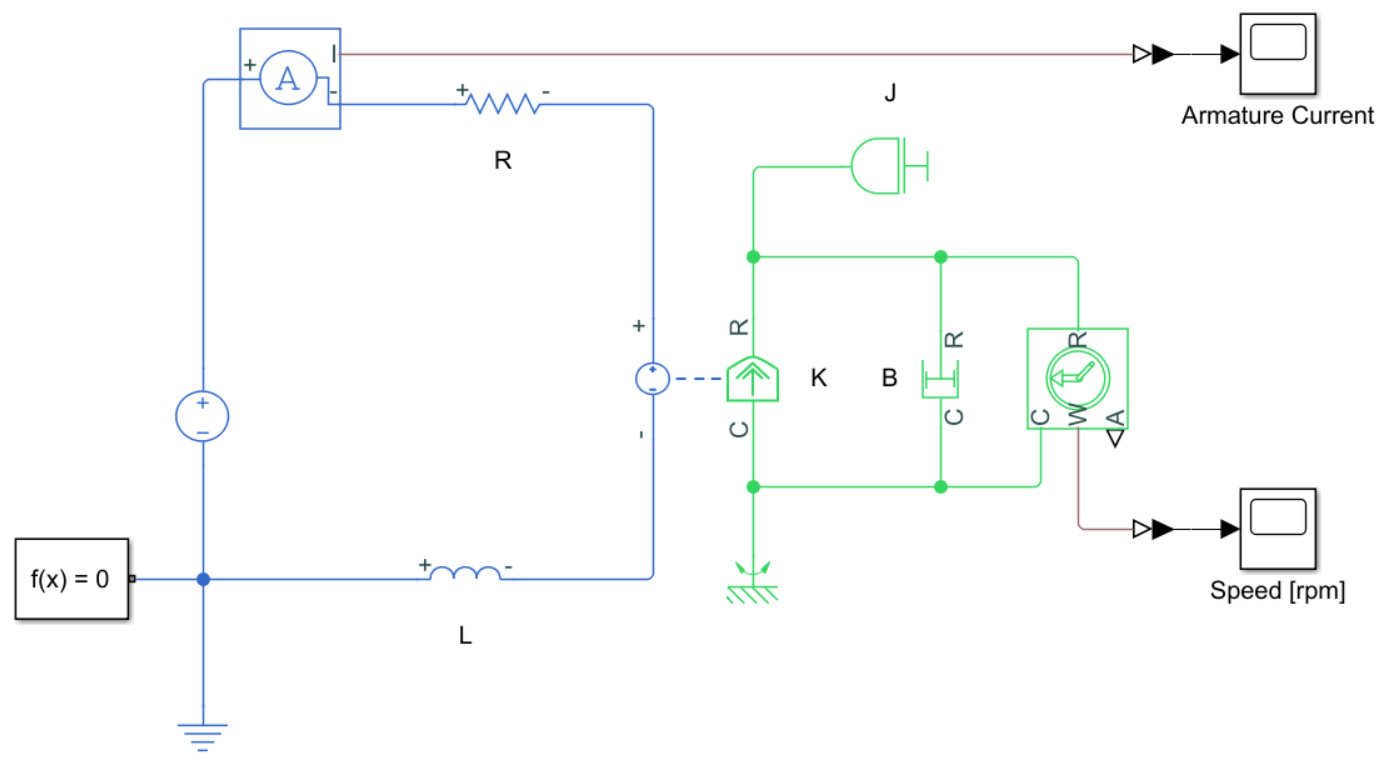 +
A
I
-
+
-
R
J
Armature Current
+
-
R
K
C
B
R
C
R
C
W
A
+
−
f(x) = 0
+
-
L
Speed [rpm]